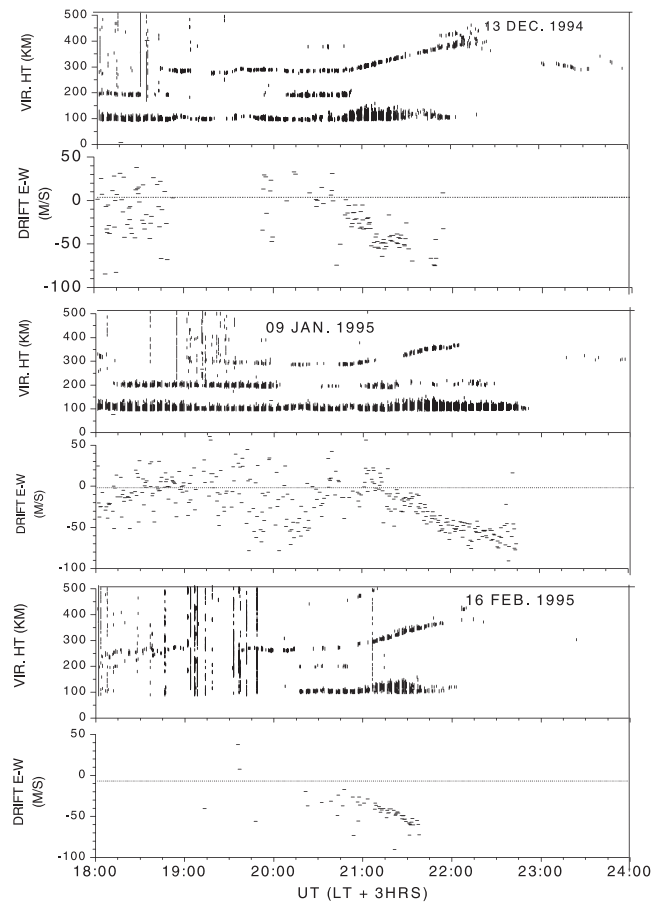 500
13 DEC. 1994
400
300
200
100
0
VIR. HT (KM)
50
0
-50
-100
DRIFT E-W
(M/S)
500
09 JAN. 1995
400
300
200
100
0
VIR. HT (KM)
50
0
-50
-100
DRIFT E-W
(M/S)
500
16 FEB. 1995
400
300
200
100
0
VIR. HT (KM)
50
0
-50
-100
DRIFT E-W
(M/S)
18:00 19:00 20:00 21:00 22:00 23:00 24:00
UT (LT + 3HRS)